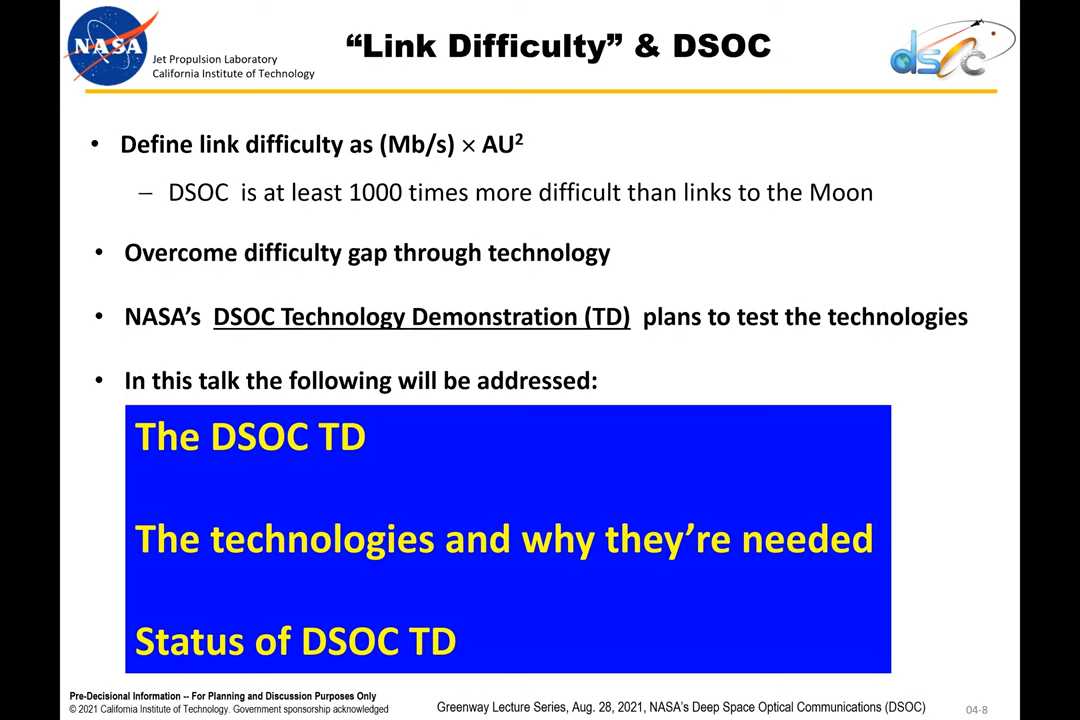 NASA
Jet Propulsion Laboratory
California Institute of Technology
“Link Difficulty” & DSOC
dsoc
• Define link difficulty as (Mb/s) × AU²
– DSOC is at least 1000 times more difficult than links to the Moon
• Overcome difficulty gap through technology
• NASA’s DSOC Technology Demonstration (TD) plans to test the technologies
• In this talk the following will be addressed:
The DSOC TD
The technologies and why they’re needed
Status of DSOC TD
Pre-Decisional Information -- For Planning and Discussion Purposes Only
© 2021 California Institute of Technology. Government sponsorship acknowledged
Greenway Lecture Series, Aug. 28, 2021, NASA’s Deep Space Optical Communications (DSOC)
04-8